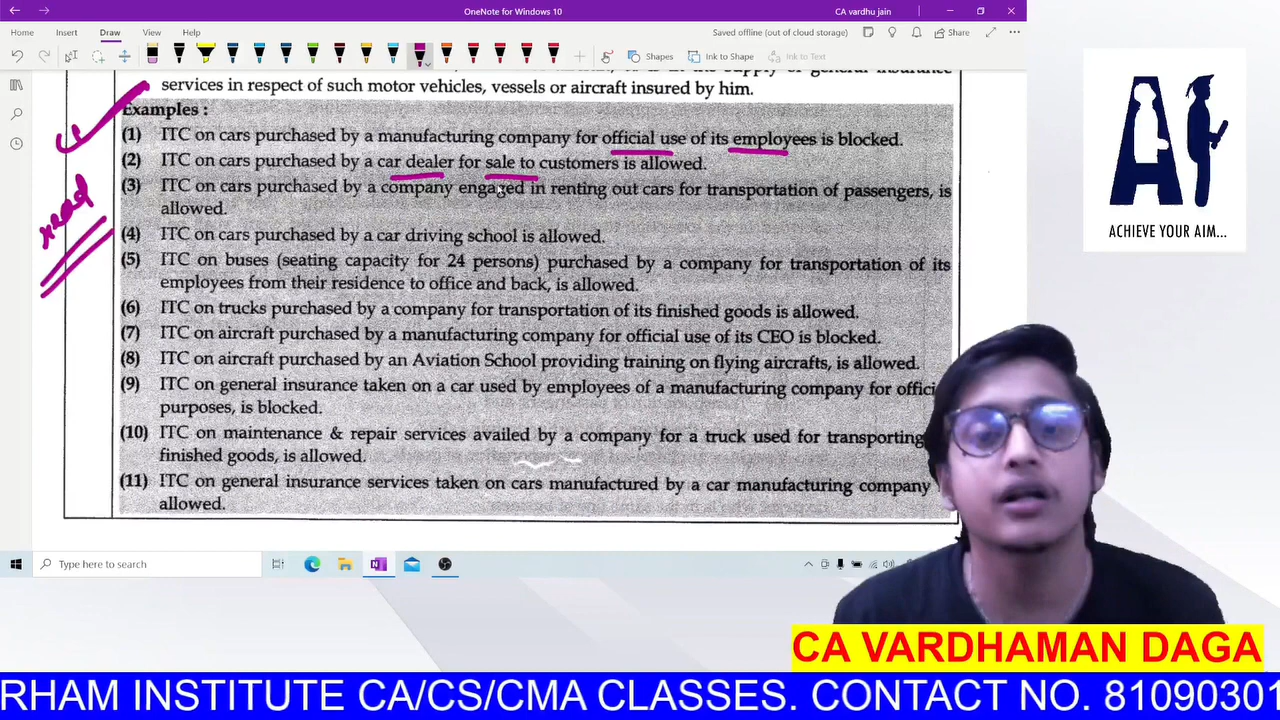 OneNote for Windows 10
CA vardhu jain
Home Insert Draw View Help
Saved offline (out of cloud storage)
Share
Shapes
Ink to Shape
Ink to Text
services in respect of such motor vehicles, vessels or aircraft insured by him.
Examples :
(1) ITC on cars purchased by a manufacturing company for official use of its employees is blocked.
(2) ITC on cars purchased by a car dealer for sale to customers is allowed.
(3) ITC on cars purchased by a company engaged in renting out cars for transportation of passengers, is
allowed.
(4) ITC on cars purchased by a car driving school is allowed.
(5) ITC on buses (seating capacity for 24 persons) purchased by a company for transportation of its
employees from their residence to office and back, is allowed.
(6) ITC on trucks purchased by a company for transportation of its finished goods is allowed.
(7) ITC on aircraft purchased by a manufacturing company for official use of its CEO is blocked.
(8) ITC on aircraft purchased by an Aviation School providing training on flying aircrafts, is allowed.
(9) ITC on general insurance taken on a car used by employees of a manufacturing company for offici
purposes, is blocked.
(10) ITC on maintenance & repair services availed by a company for a truck used for transporting
finished goods, is allowed.
(11) ITC on general insurance services taken on cars manufactured by a car manufacturing company
allowed.
read
AI
ACHIEVE YOUR AIM...
Type here to search
CA VARDHAMAN DAGA
RHAM INSTITUTE CA/CS/CMA CLASSES. CONTACT NO. 81090301